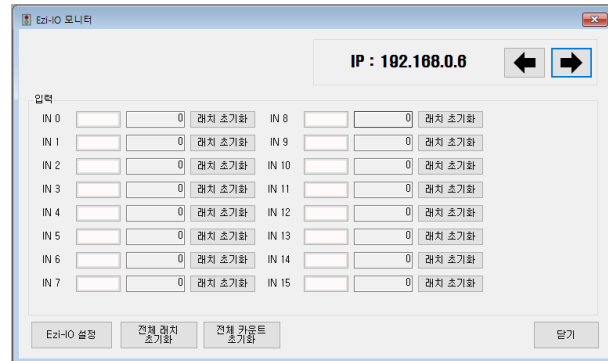 Ezi-IO 모니터
IP : 192.168.0.6
입력
IN 0 0 래치 초기화 IN 8 0 래치 초기화
IN 1 0 래치 초기화 IN 9 0 래치 초기화
IN 2 0 래치 초기화 IN 10 0 래치 초기화
IN 3 0 래치 초기화 IN 11 0 래치 초기화
IN 4 0 래치 초기화 IN 12 0 래치 초기화
IN 5 0 래치 초기화 IN 13 0 래치 초기화
IN 6 0 래치 초기화 IN 14 0 래치 초기화
IN 7 0 래치 초기화 IN 15 0 래치 초기화
Ezi-IO 설정
전체 래치
초기화
전체 카운트
초기화
닫기